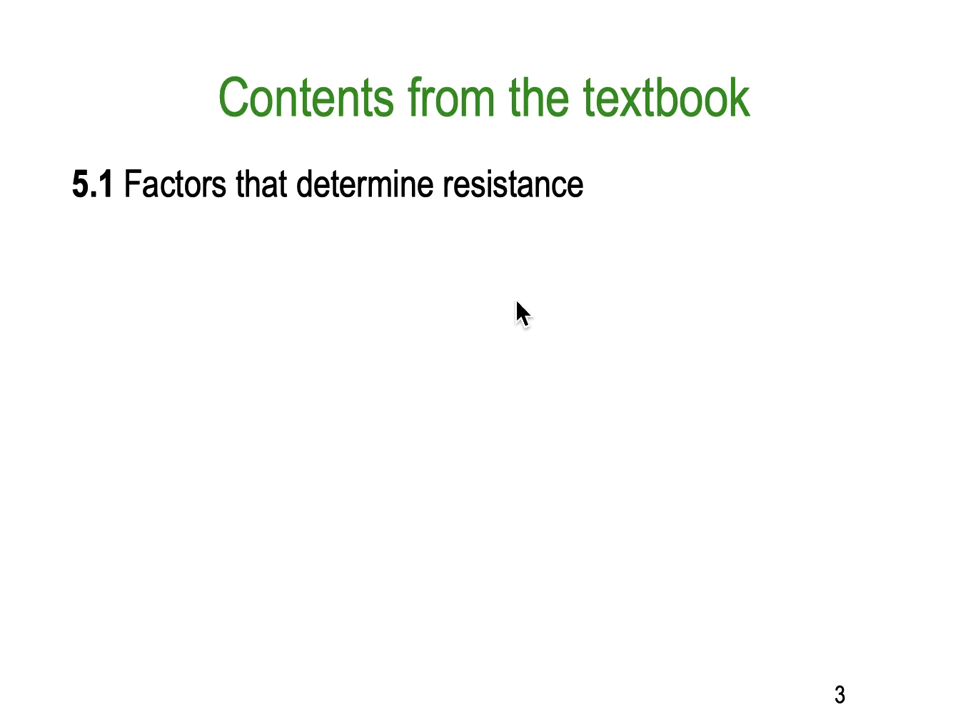 Contents from the textbook
5.1 Factors that determine resistance
3